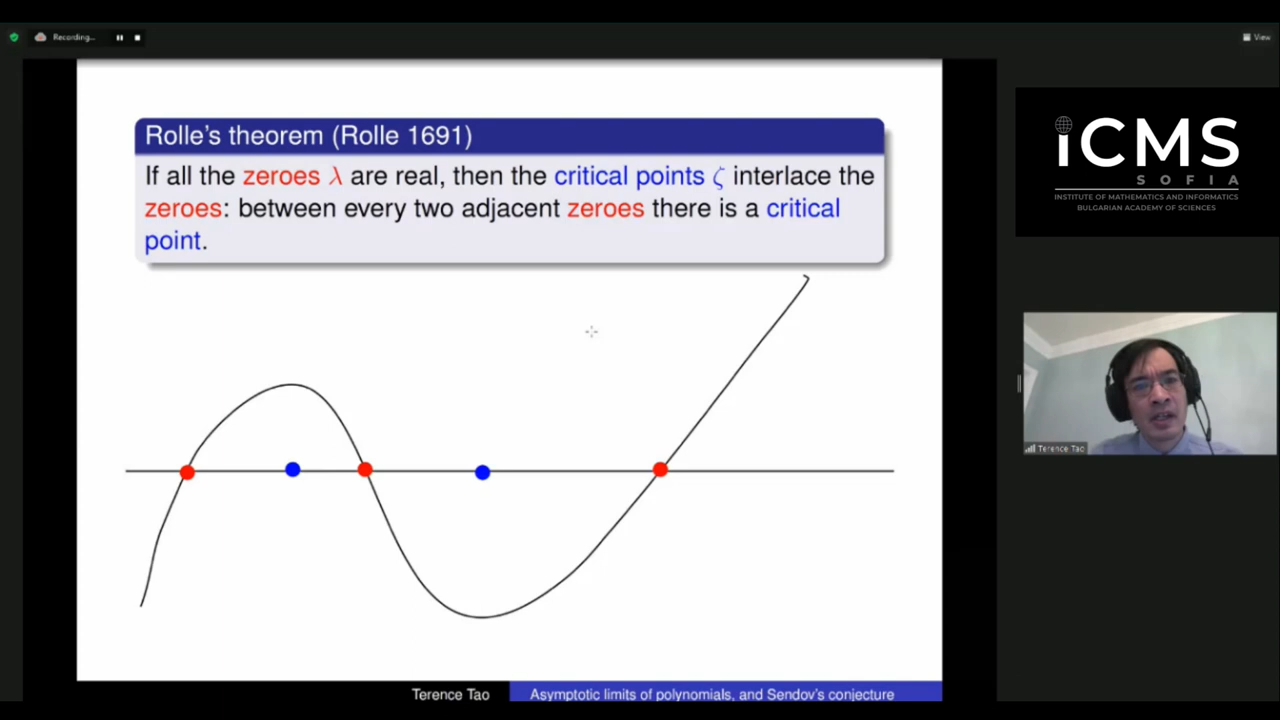 Recording...
View
Rolle's theorem (Rolle 1691)
If all the zeroes λ are real, then the critical points ζ interlace the
zeroes: between every two adjacent zeroes there is a critical
point.
iCMS
SOFIA
INSTITUTE OF MATHEMATICS AND INFORMATICS
BULGARIAN ACADEMY OF SCIENCES
Terence Tao
Terence Tao
Asymptotic limits of polynomials, and Sendov's conjecture